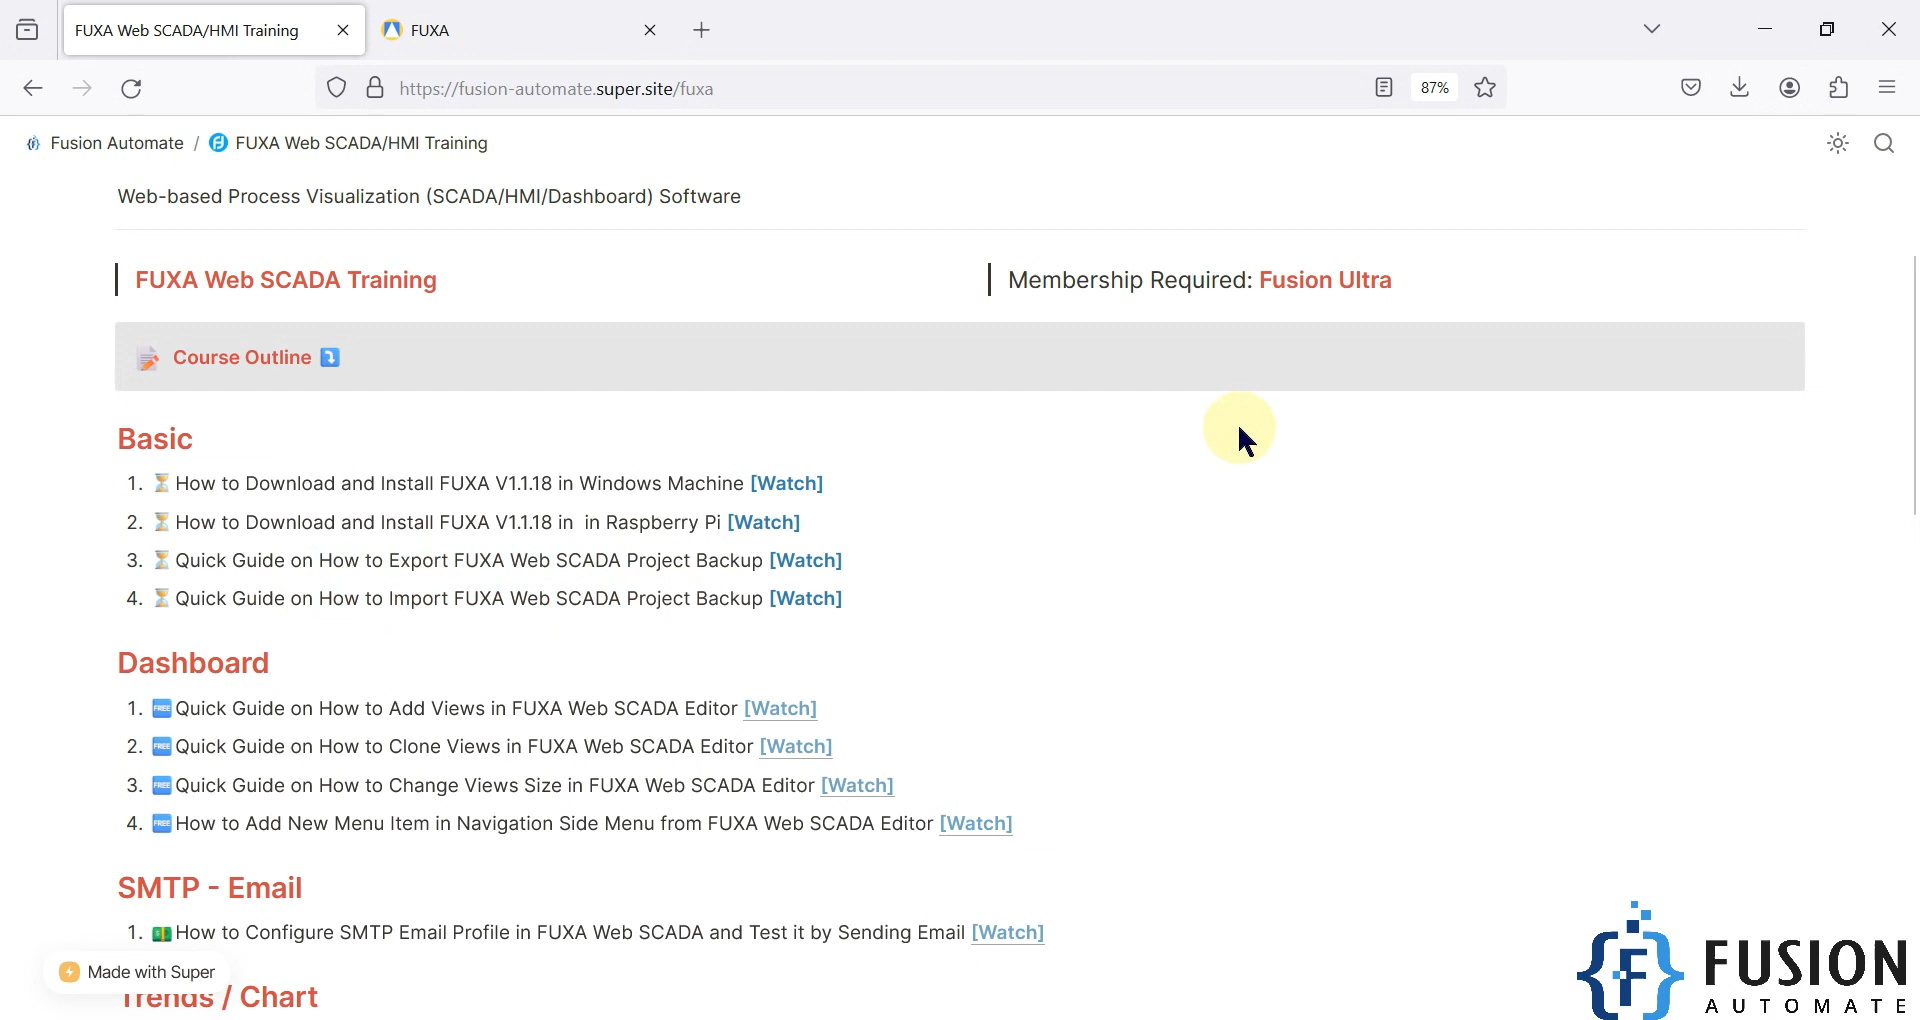 FUXA Web SCADA/HMI Training
FUXA
https://fusion-automate.super.site/fuxa
87%
Fusion Automate / FUXA Web SCADA/HMI Training
Web-based Process Visualization (SCADA/HMI/Dashboard) Software
FUXA Web SCADA Training
Membership Required: Fusion Ultra
Course Outline
Basic
1. How to Download and Install FUXA V1.1.18 in Windows Machine [Watch]
2. How to Download and Install FUXA V1.1.18 in in Raspberry Pi [Watch]
3. Quick Guide on How to Export FUXA Web SCADA Project Backup [Watch]
4. Quick Guide on How to Import FUXA Web SCADA Project Backup [Watch]
Dashboard
1. FREE Quick Guide on How to Add Views in FUXA Web SCADA Editor [Watch]
2. FREE Quick Guide on How to Clone Views in FUXA Web SCADA Editor [Watch]
3. FREE Quick Guide on How to Change Views Size in FUXA Web SCADA Editor [Watch]
4. FREE How to Add New Menu Item in Navigation Side Menu from FUXA Web SCADA Editor [Watch]
SMTP - Email
1. How to Configure SMTP Email Profile in FUXA Web SCADA and Test it by Sending Email [Watch]
Made with Super
Trends / Chart
{F} FUSION
AUTOMATE